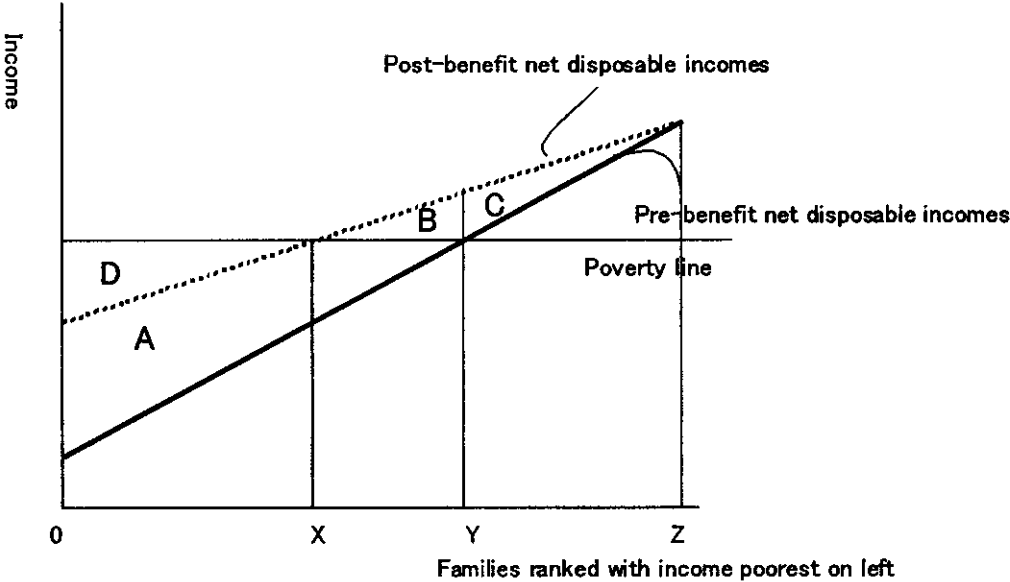 Income
Post-benefit net disposable incomes
B
C
Pre-benefit net disposable incomes
D
Poverty line
A
0
X
Y
Z
Families ranked with income poorest on left